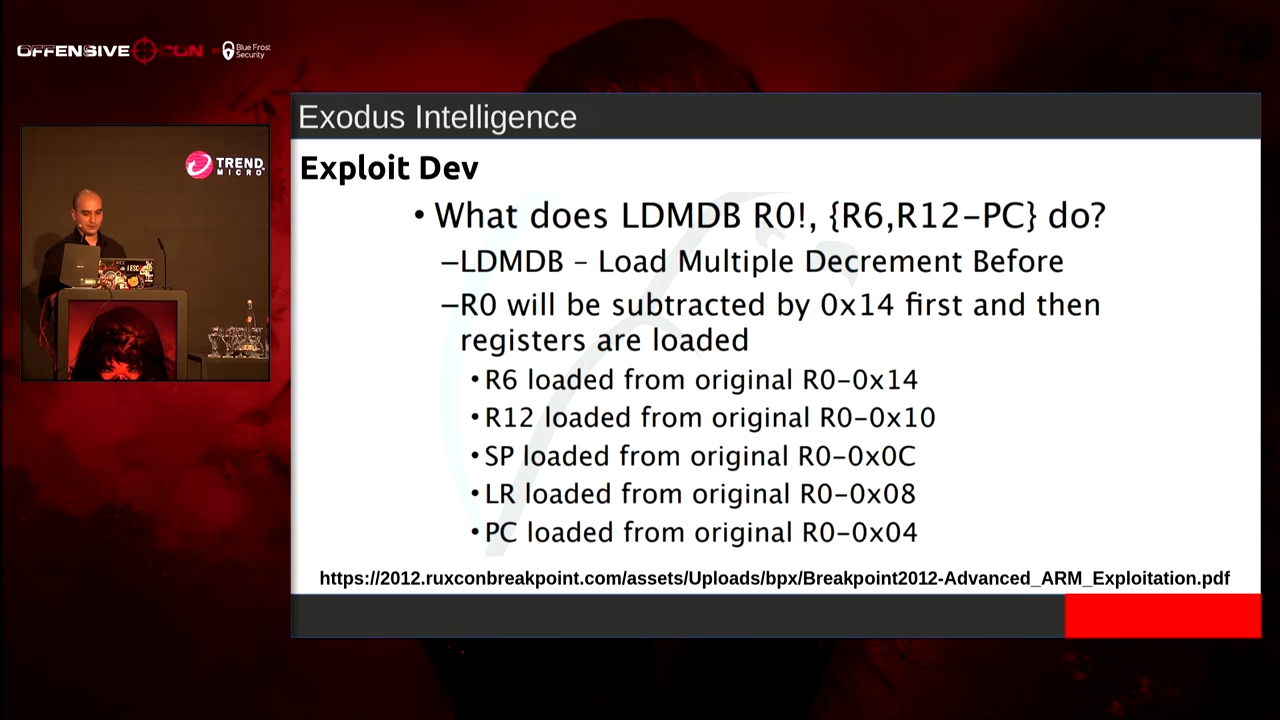 OFFENSIVE CON BY Blue Frost Security
TREND MICRO
Exodus Intelligence
Exploit Dev
• What does LDMDB R0!, {R6,R12–PC} do?
–LDMDB – Load Multiple Decrement Before
–R0 will be subtracted by 0x14 first and then
registers are loaded
•R6 loaded from original R0–0x14
•R12 loaded from original R0–0x10
•SP loaded from original R0–0x0C
•LR loaded from original R0–0x08
•PC loaded from original R0–0x04
https://2012.ruxconbreakpoint.com/assets/Uploads/bpx/Breakpoint2012-Advanced_ARM_Exploitation.pdf